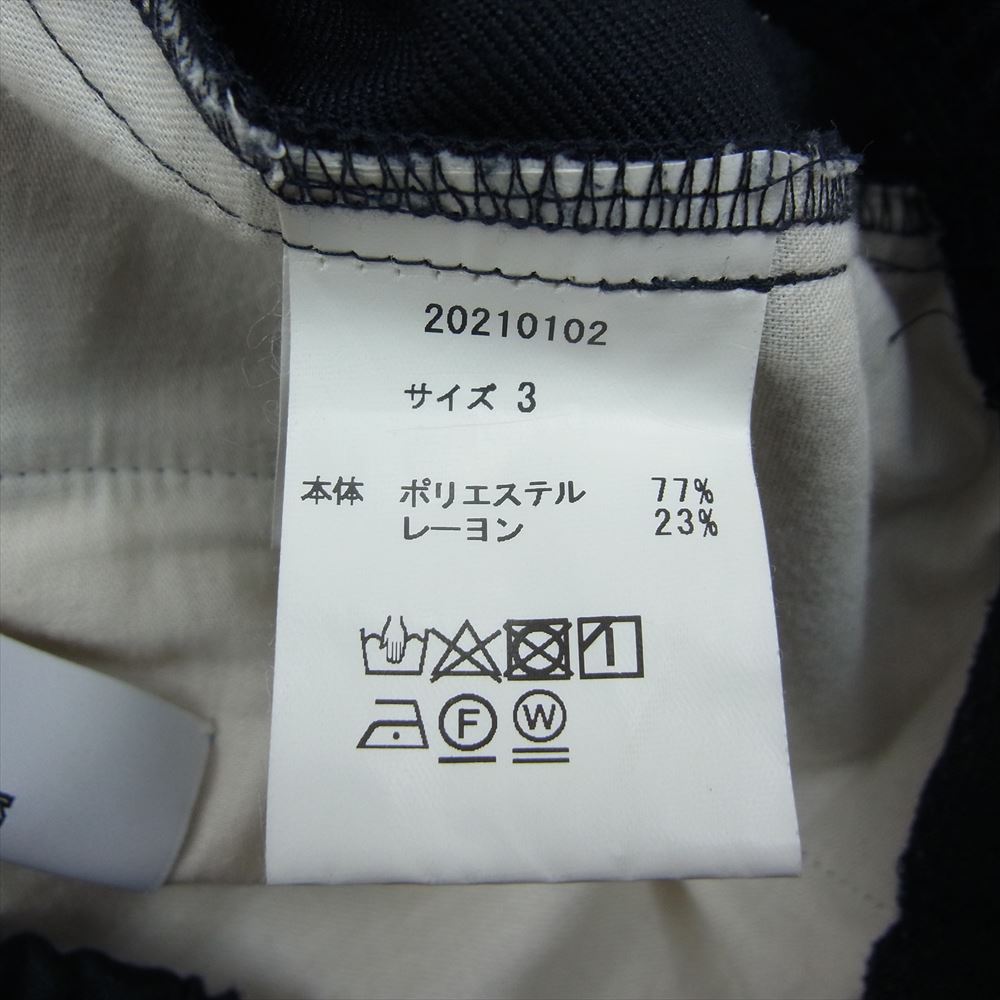 20210102
サイズ 3
本体 ポリエステル 77%
レーヨン 23%
F W